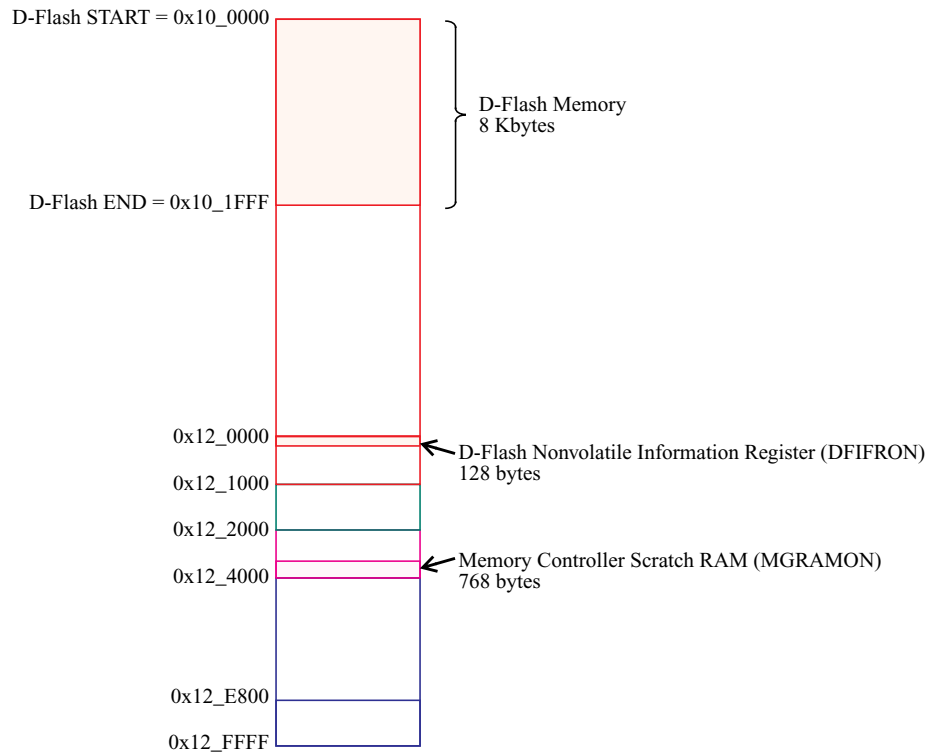 D-Flash START = 0x10_0000
D-Flash Memory
8 Kbytes
D-Flash END = 0x10_1FFF
0x12_0000
D-Flash Nonvolatile Information Register (DFIFRON)
128 bytes
0x12_1000
0x12_2000
Memory Controller Scratch RAM (MGRAMON)
768 bytes
0x12_4000
0x12_E800
0x12_FFFF